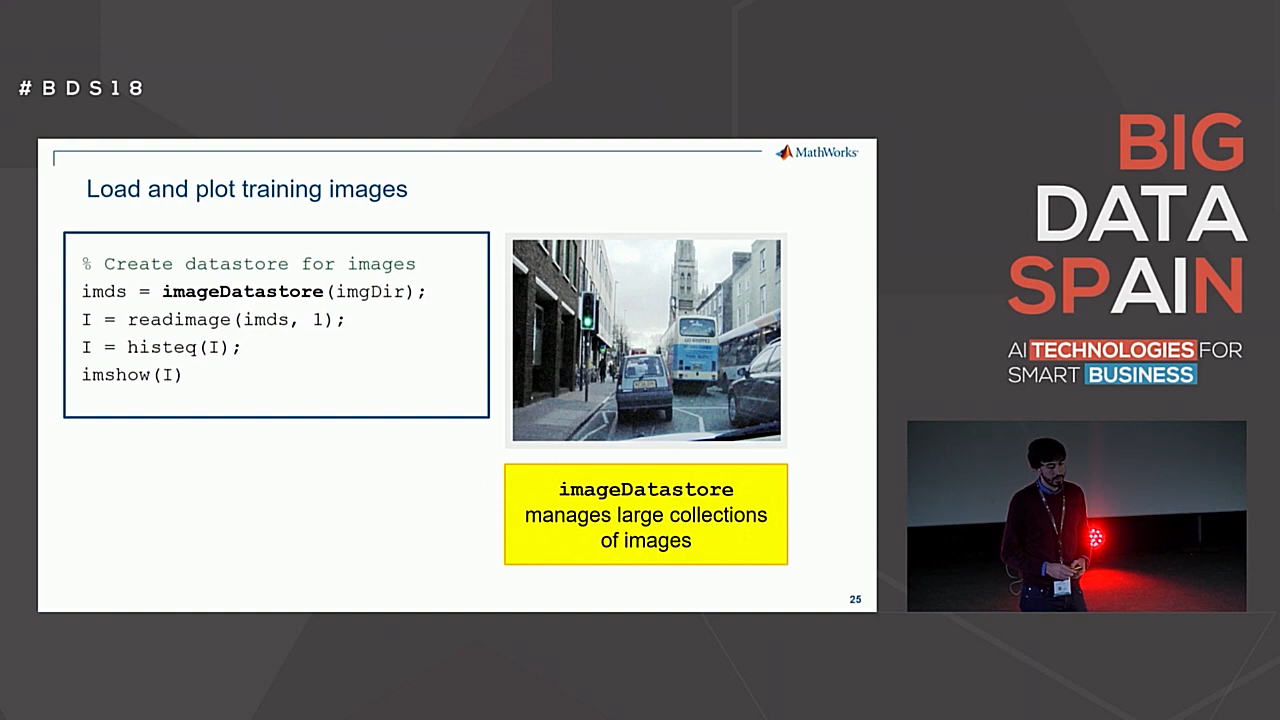 #BDS18
MathWorks
Load and plot training images
% Create datastore for images
imds = imageDatastore(imgDir);
I = readimage(imds, 1);
I = histeq(I);
imshow(I)
imageDatastore
manages large collections
of images
25
BIG
DATA
SPAIN
AI TECHNOLOGIES FOR
SMART BUSINESS